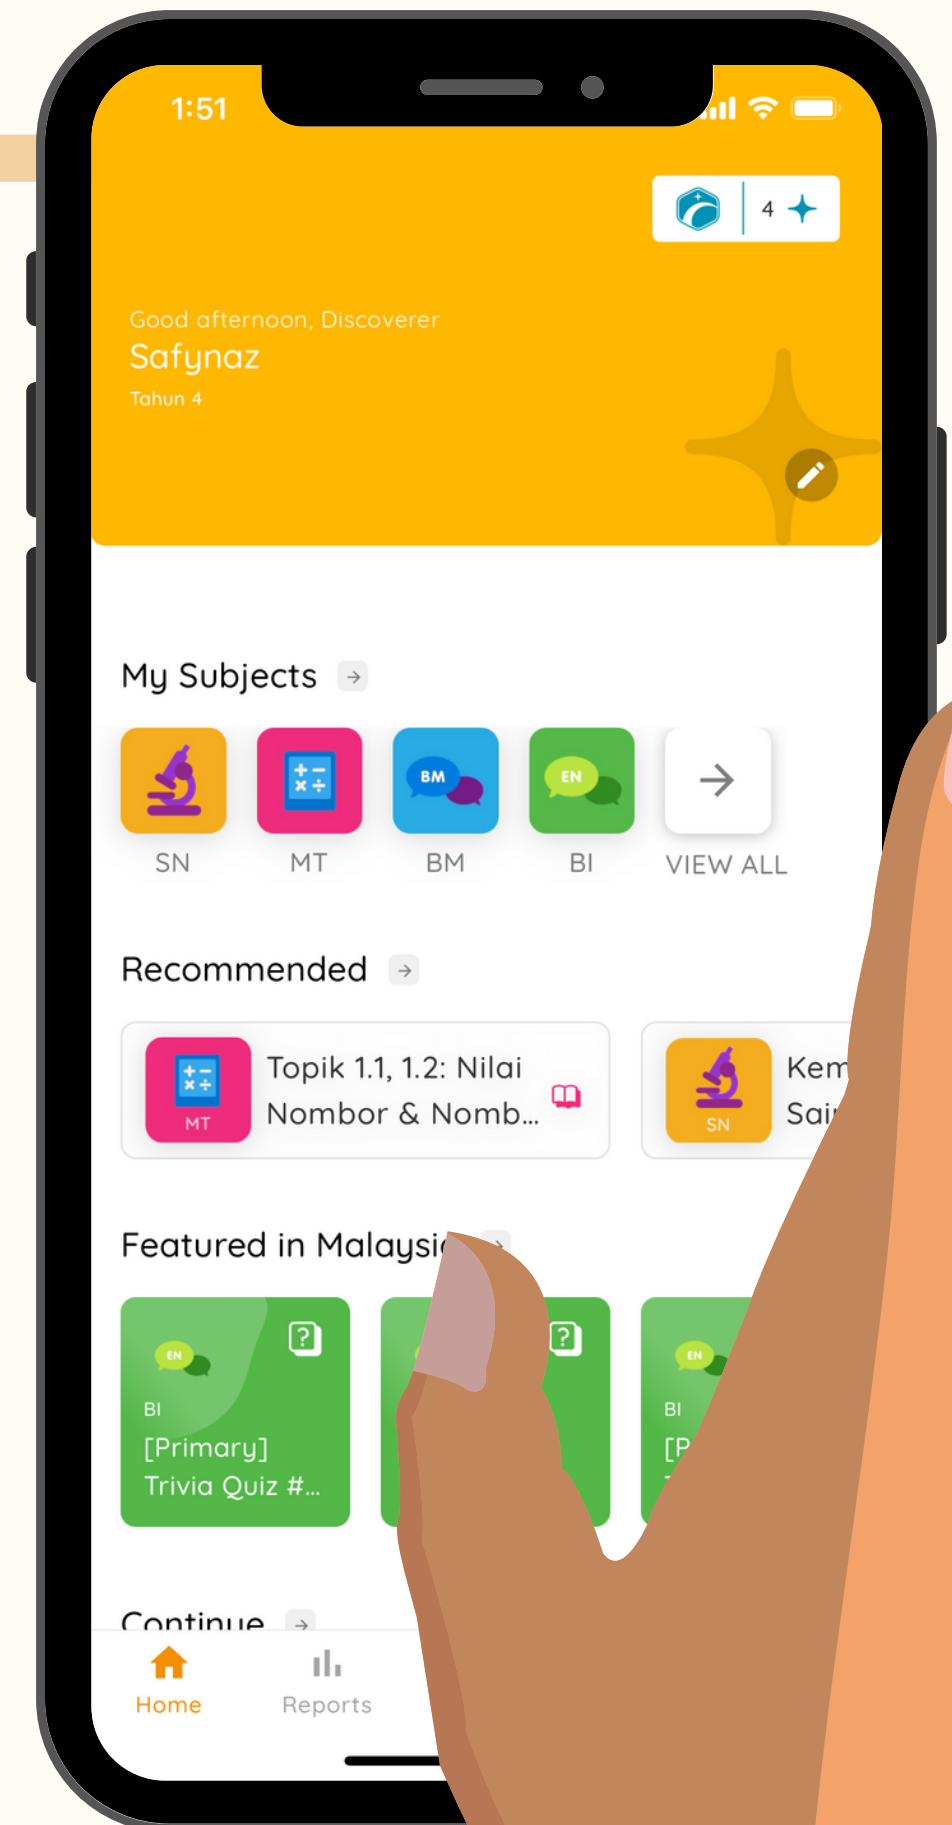 1:51
4
Good afternoon, Discoverer
Safynaz
Tahun 4
My Subjects
BM
EN
SN
MT
BM
BI
VIEW ALL
Recommended
MT
Topik 1.1, 1.2: Nilai
Nombor & Nomb...
SN
Featured in
EN
BI
[Primary]
Trivia Quiz #...
EN
BI
Continue
Home
Reports